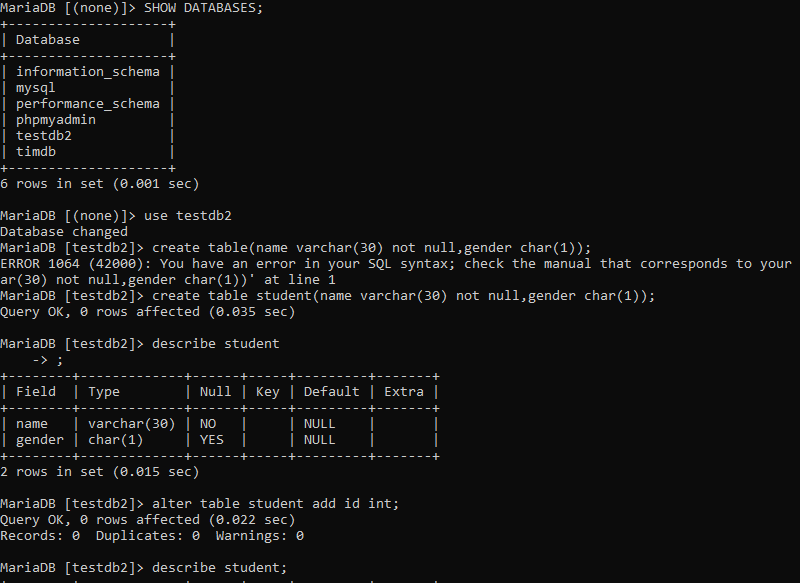 MariaDB [(none)]> SHOW DATABASES;
+--------------------+
| Database           |
+--------------------+
| information_schema |
| mysql              |
| performance_schema |
| phpmyadmin         |
| testdb2            |
| timdb              |
+--------------------+
6 rows in set (0.001 sec)

MariaDB [(none)]> use testdb2
Database changed
MariaDB [testdb2]> create table(name varchar(30) not null,gender char(1));
ERROR 1064 (42000): You have an error in your SQL syntax; check the manual that corresponds to your
ar(30) not null,gender char(1))' at line 1
MariaDB [testdb2]> create table student(name varchar(30) not null,gender char(1));
Query OK, 0 rows affected (0.035 sec)

MariaDB [testdb2]> describe student
    -> ;
+--------+-------------+------+-----+---------+-------+
| Field  | Type        | Null | Key | Default | Extra |
+--------+-------------+------+-----+---------+-------+
| name   | varchar(30) | NO   |     | NULL    |       |
| gender | char(1)     | YES  |     | NULL    |       |
+--------+-------------+------+-----+---------+-------+
2 rows in set (0.015 sec)

MariaDB [testdb2]> alter table student add id int;
Query OK, 0 rows affected (0.022 sec)
Records: 0  Duplicates: 0  Warnings: 0

MariaDB [testdb2]> describe student;